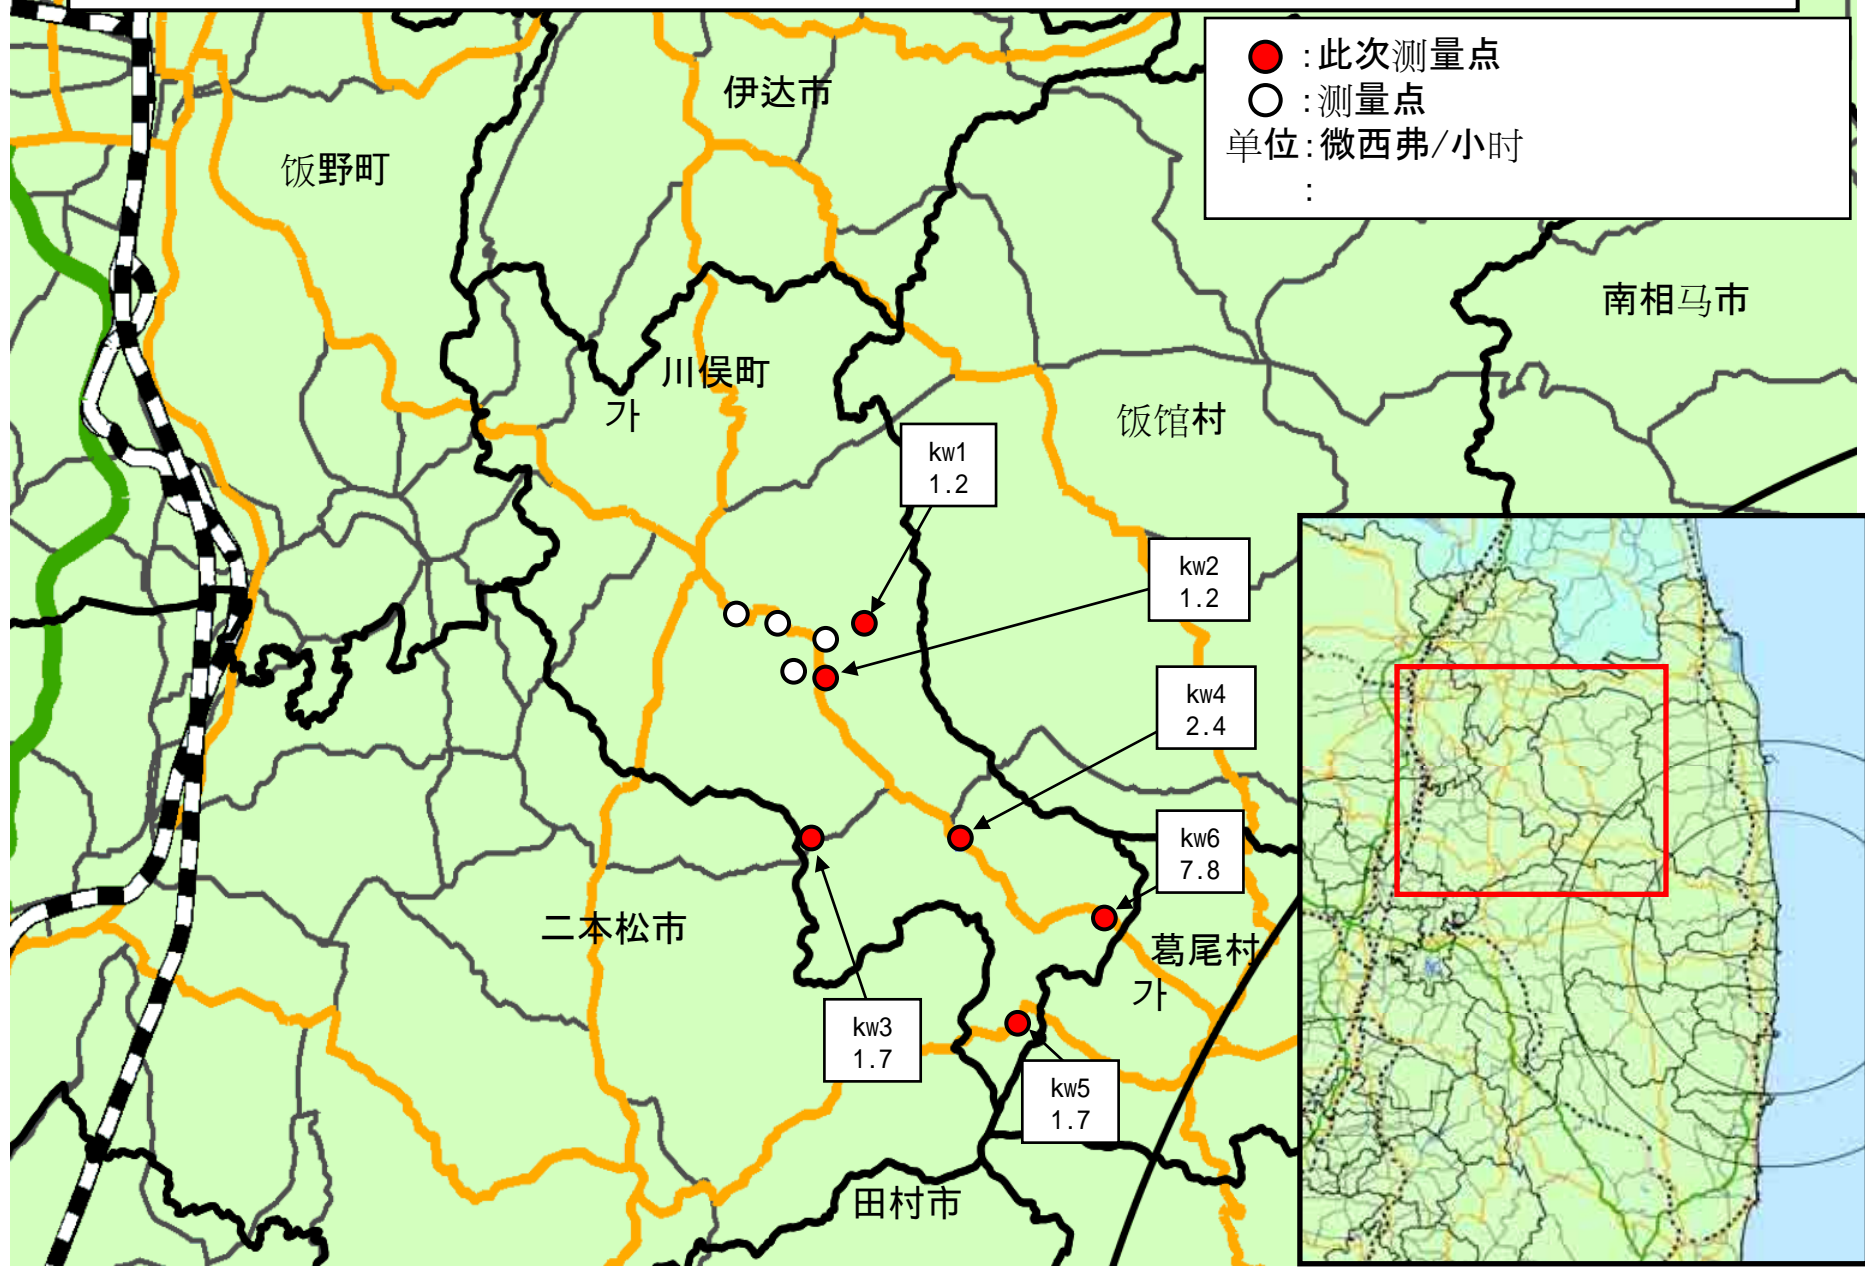 :此次测量点
:测量点
单位:微西弗/小时
:
伊达市
饭野町
南相马市
川俣町
가
饭馆村
kw1
1.2
kw2
1.2
kw4
2.4
kw6
7.8
二本松市
葛尾村
가
kw3
1.7
kw5
1.7
田村市